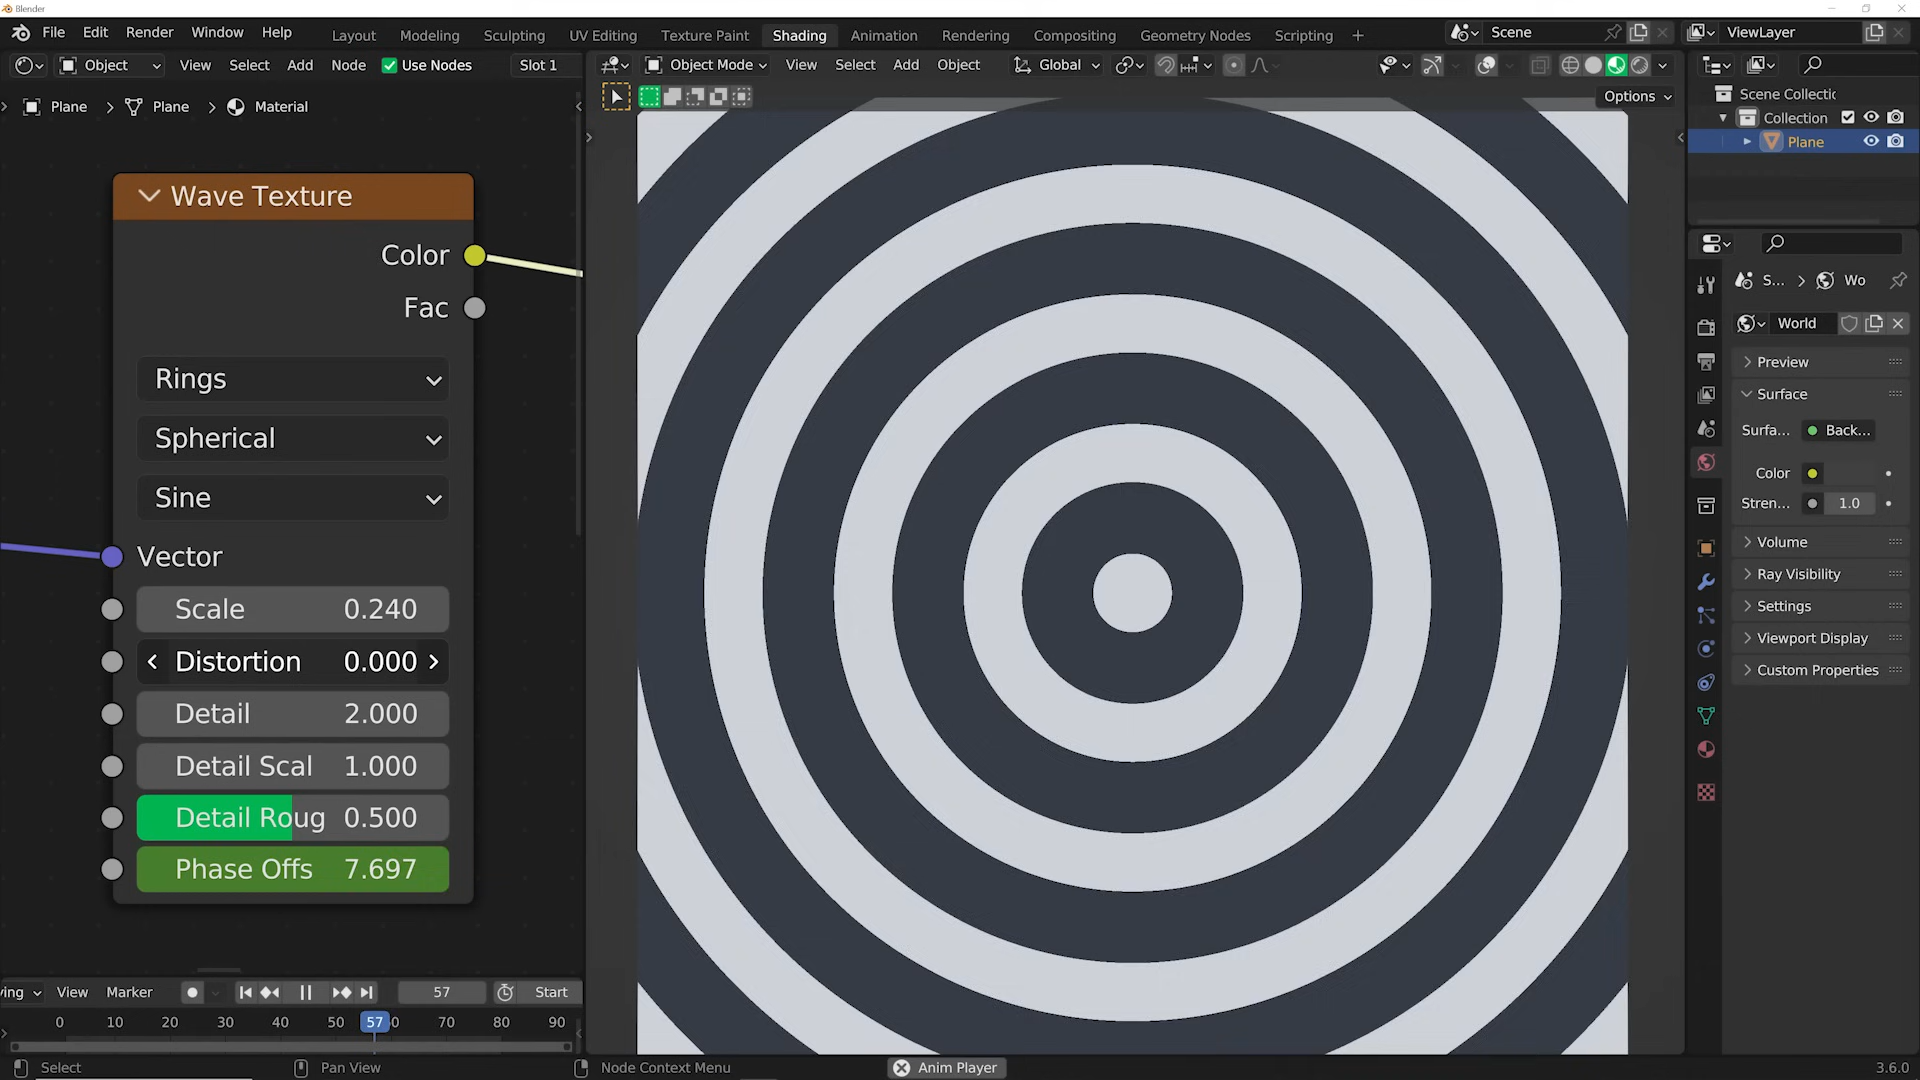 Blender
File Edit Render Window Help
Layout Modeling Sculpting UV Editing Texture Paint Shading Animation Rendering Compositing Geometry Nodes Scripting +
Scene
ViewLayer
Object View Select Add Node Use Nodes Slot 1
Object Mode View Select Add Object Global
Options
Plane > Plane > Material
Scene Collectic
Collection
Plane
Wave Texture
Color
Fac
Rings
Spherical
Sine
Vector
Scale 0.240
Distortion 0.000
Detail 2.000
Detail Scal 1.000
Detail Roug 0.500
Phase Offs 7.697
S... > Wo
World
Preview
Surface
Surfa... Back...
Color
Stren... 1.0
Volume
Ray Visibility
Settings
Viewport Display
Custom Properties
ying View Marker 57 Start
0 10 20 30 40 50 57 0 70 80 90
Select Pan View Node Context Menu Anim Player 3.6.0